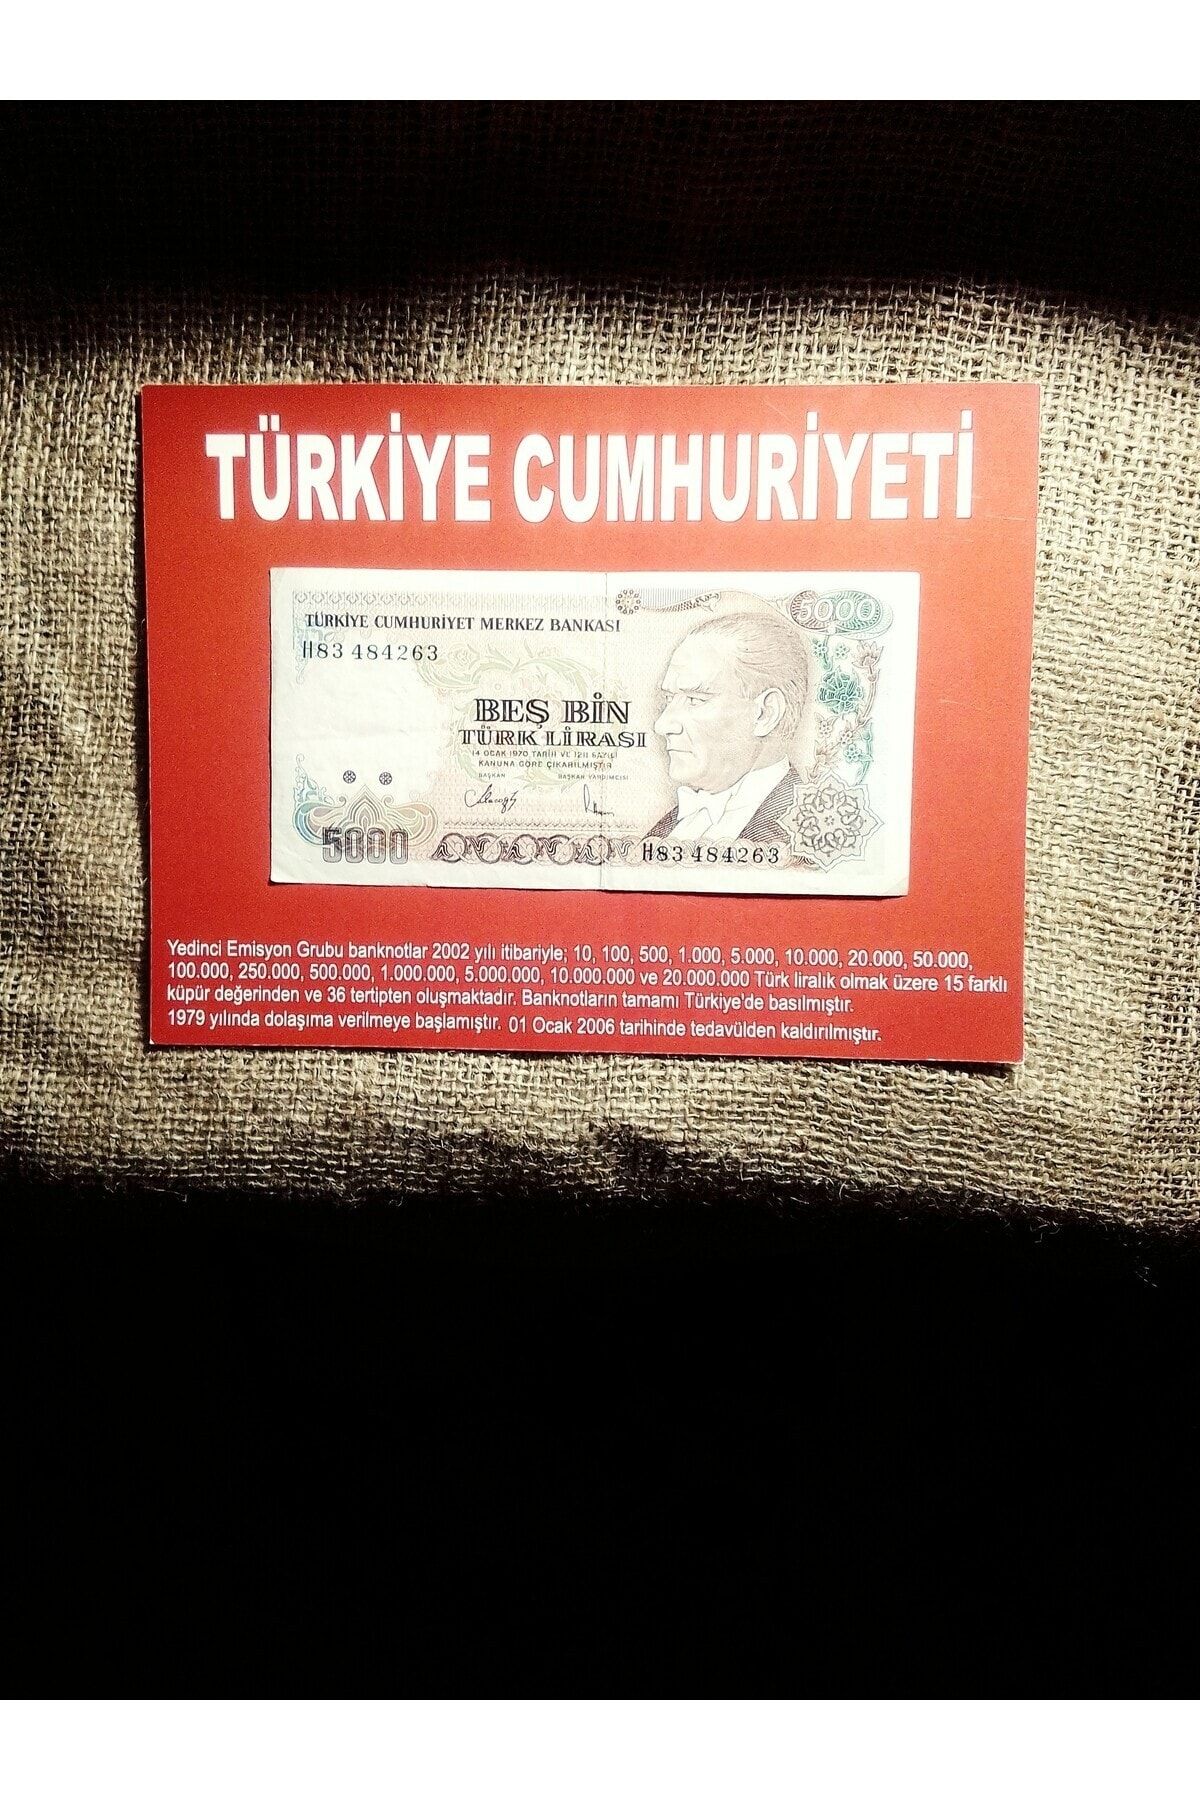 TÜRKİYE CUMHURİYETİ
5000
TÜRKİYE CUMHURİYET MERKEZ BANKASI
H83 484263
BEŞ BİN
TÜRK LİRASI
14 OCAK 1970 TARİH VE 1211 SAYILI
KANUNA GÖRE ÇIKARILMIŞTIR
BAŞKAN BAŞKAN YARDIMCISI
5000
H83 484263
Yedinci Emisyon Grubu banknotlar 2002 yılı itibariyle; 10, 100, 500, 1.000, 5.000, 10.000, 20.000, 50.000,
100.000, 250.000, 500.000, 1.000.000, 5.000.000, 10.000.000 ve 20.000.000 Türk liralık olmak üzere 15 farklı
küpür değerinden ve 36 tertipten oluşmaktadır. Banknotların tamamı Türkiye'de basılmıştır.
1979 yılında dolaşıma verilmeye başlamıştır. 01 Ocak 2006 tarihinde tedavülden kaldırılmıştır.